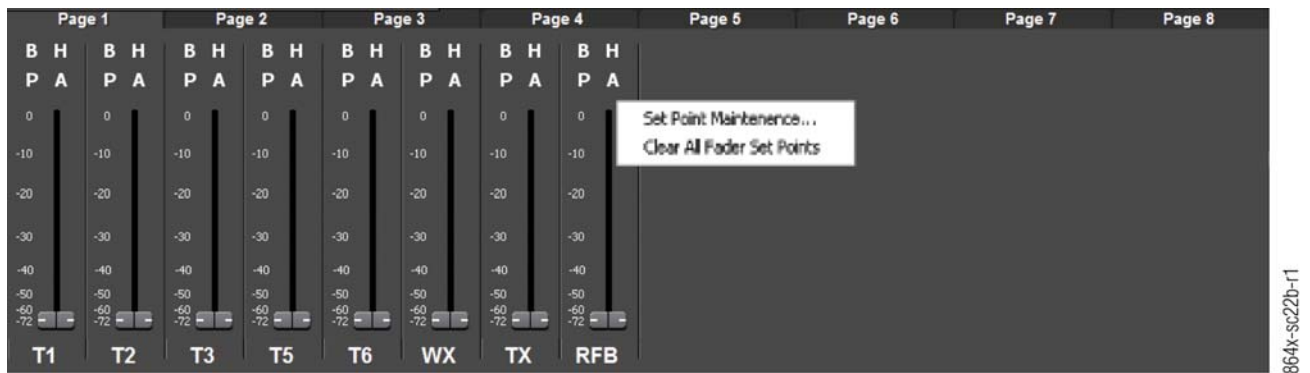 Page 1 Page 2 Page 3 Page 4 Page 5 Page 6 Page 7 Page 8
B H B H B H B H B H B H B H B H
P A P A P A P A P A P A P A P A
0 0 0 0 0 0 0 0 Set Point Maintenence...
-10 -10 -10 -10 -10 -10 -10 -10 Clear All Fader Set Points
-20 -20 -20 -20 -20 -20 -20 -20
-30 -30 -30 -30 -30 -30 -30 -30
-40 -40 -40 -40 -40 -40 -40 -40
-50 -50 -50 -50 -50 -50 -50 -50
-60 -60 -60 -60 -60 -60 -60 -60
-72 -72 -72 -72 -72 -72 -72 -72
T1 T2 T3 T5 T6 WX TX RFB
864x-sc22b-r1